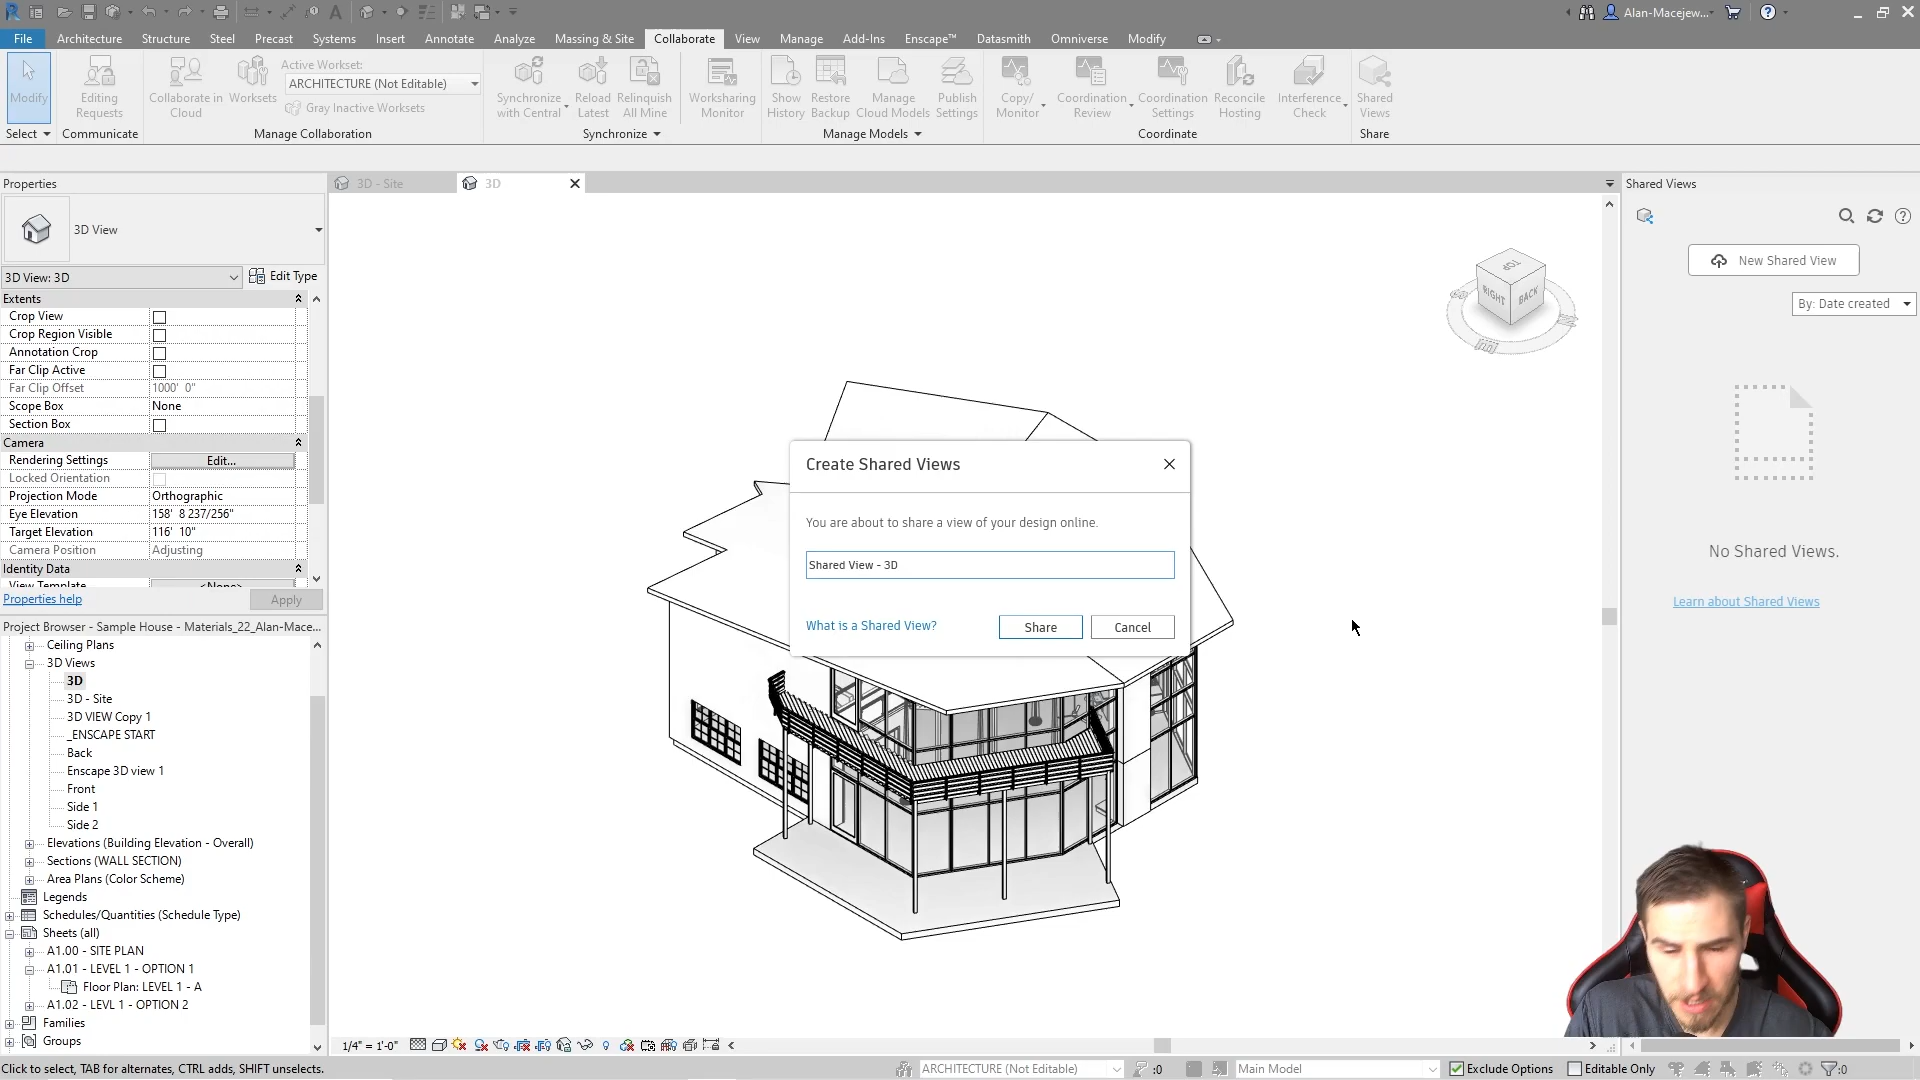 Alan-Macejew...
File Architecture Structure Steel Precast Systems Insert Annotate Analyze Massing & Site Collaborate View Manage Add-Ins Enscape™ Datasmith Omniverse Modify
Modify
Select
Editing Requests
Communicate
Collaborate in Cloud
Worksets
Active Workset:
ARCHITECTURE (Not Editable)
Gray Inactive Worksets
Manage Collaboration
Synchronize with Central
Reload Latest
Relinquish All Mine
Synchronize
Worksharing Monitor
Show History
Restore Backup
Manage Cloud Models
Publish Settings
Manage Models
Copy/ Monitor
Coordination Review
Coordination Settings
Reconcile Hosting
Interference Check
Coordinate
Shared Views
Share
Properties
3D View
3D View: 3D
Edit Type
Extents
Crop View
Crop Region Visible
Annotation Crop
Far Clip Active
Far Clip Offset 1000' 0"
Scope Box None
Section Box
Camera
Rendering Settings Edit...
Locked Orientation
Projection Mode Orthographic
Eye Elevation 158' 8 237/256"
Target Elevation 116' 10"
Camera Position Adjusting
Identity Data
View Template <None>
Properties help
Apply
Project Browser - Sample House - Materials_22_Alan-Mace...
Ceiling Plans
3D Views
3D
3D - Site
3D VIEW Copy 1
_ENSCAPE START
Back
Enscape 3D view 1
Front
Side 1
Side 2
Elevations (Building Elevation - Overall)
Sections (WALL SECTION)
Area Plans (Color Scheme)
Legends
Schedules/Quantities (Schedule Type)
Sheets (all)
A1.00 - SITE PLAN
A1.01 - LEVEL 1 - OPTION 1
Floor Plan: LEVEL 1 - A
A1.02 - LEVL 1 - OPTION 2
Families
Groups
3D - Site
3D
TOP
RIGHT
BACK
Create Shared Views
You are about to share a view of your design online.
Shared View - 3D
What is a Shared View?
Share
Cancel
Shared Views
New Shared View
By: Date created
No Shared Views.
Learn about Shared Views
1/4" = 1'-0"
Click to select, TAB for alternates, CTRL adds, SHIFT unselects.
ARCHITECTURE (Not Editable)
:0
Main Model
Exclude Options
Editable Only
:0